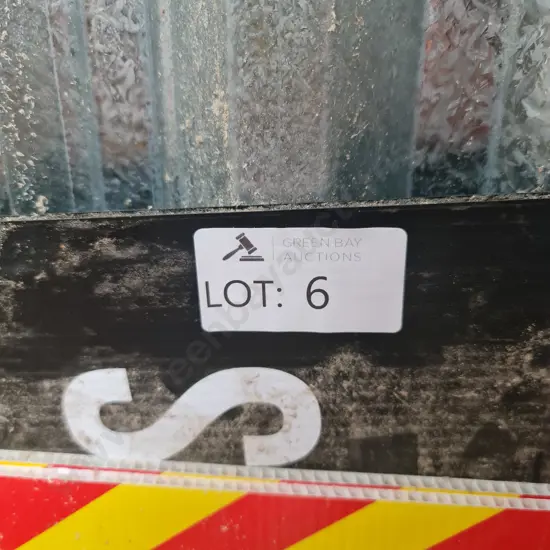 GREEN BAY
AUCTIONS
LOT: 6
S